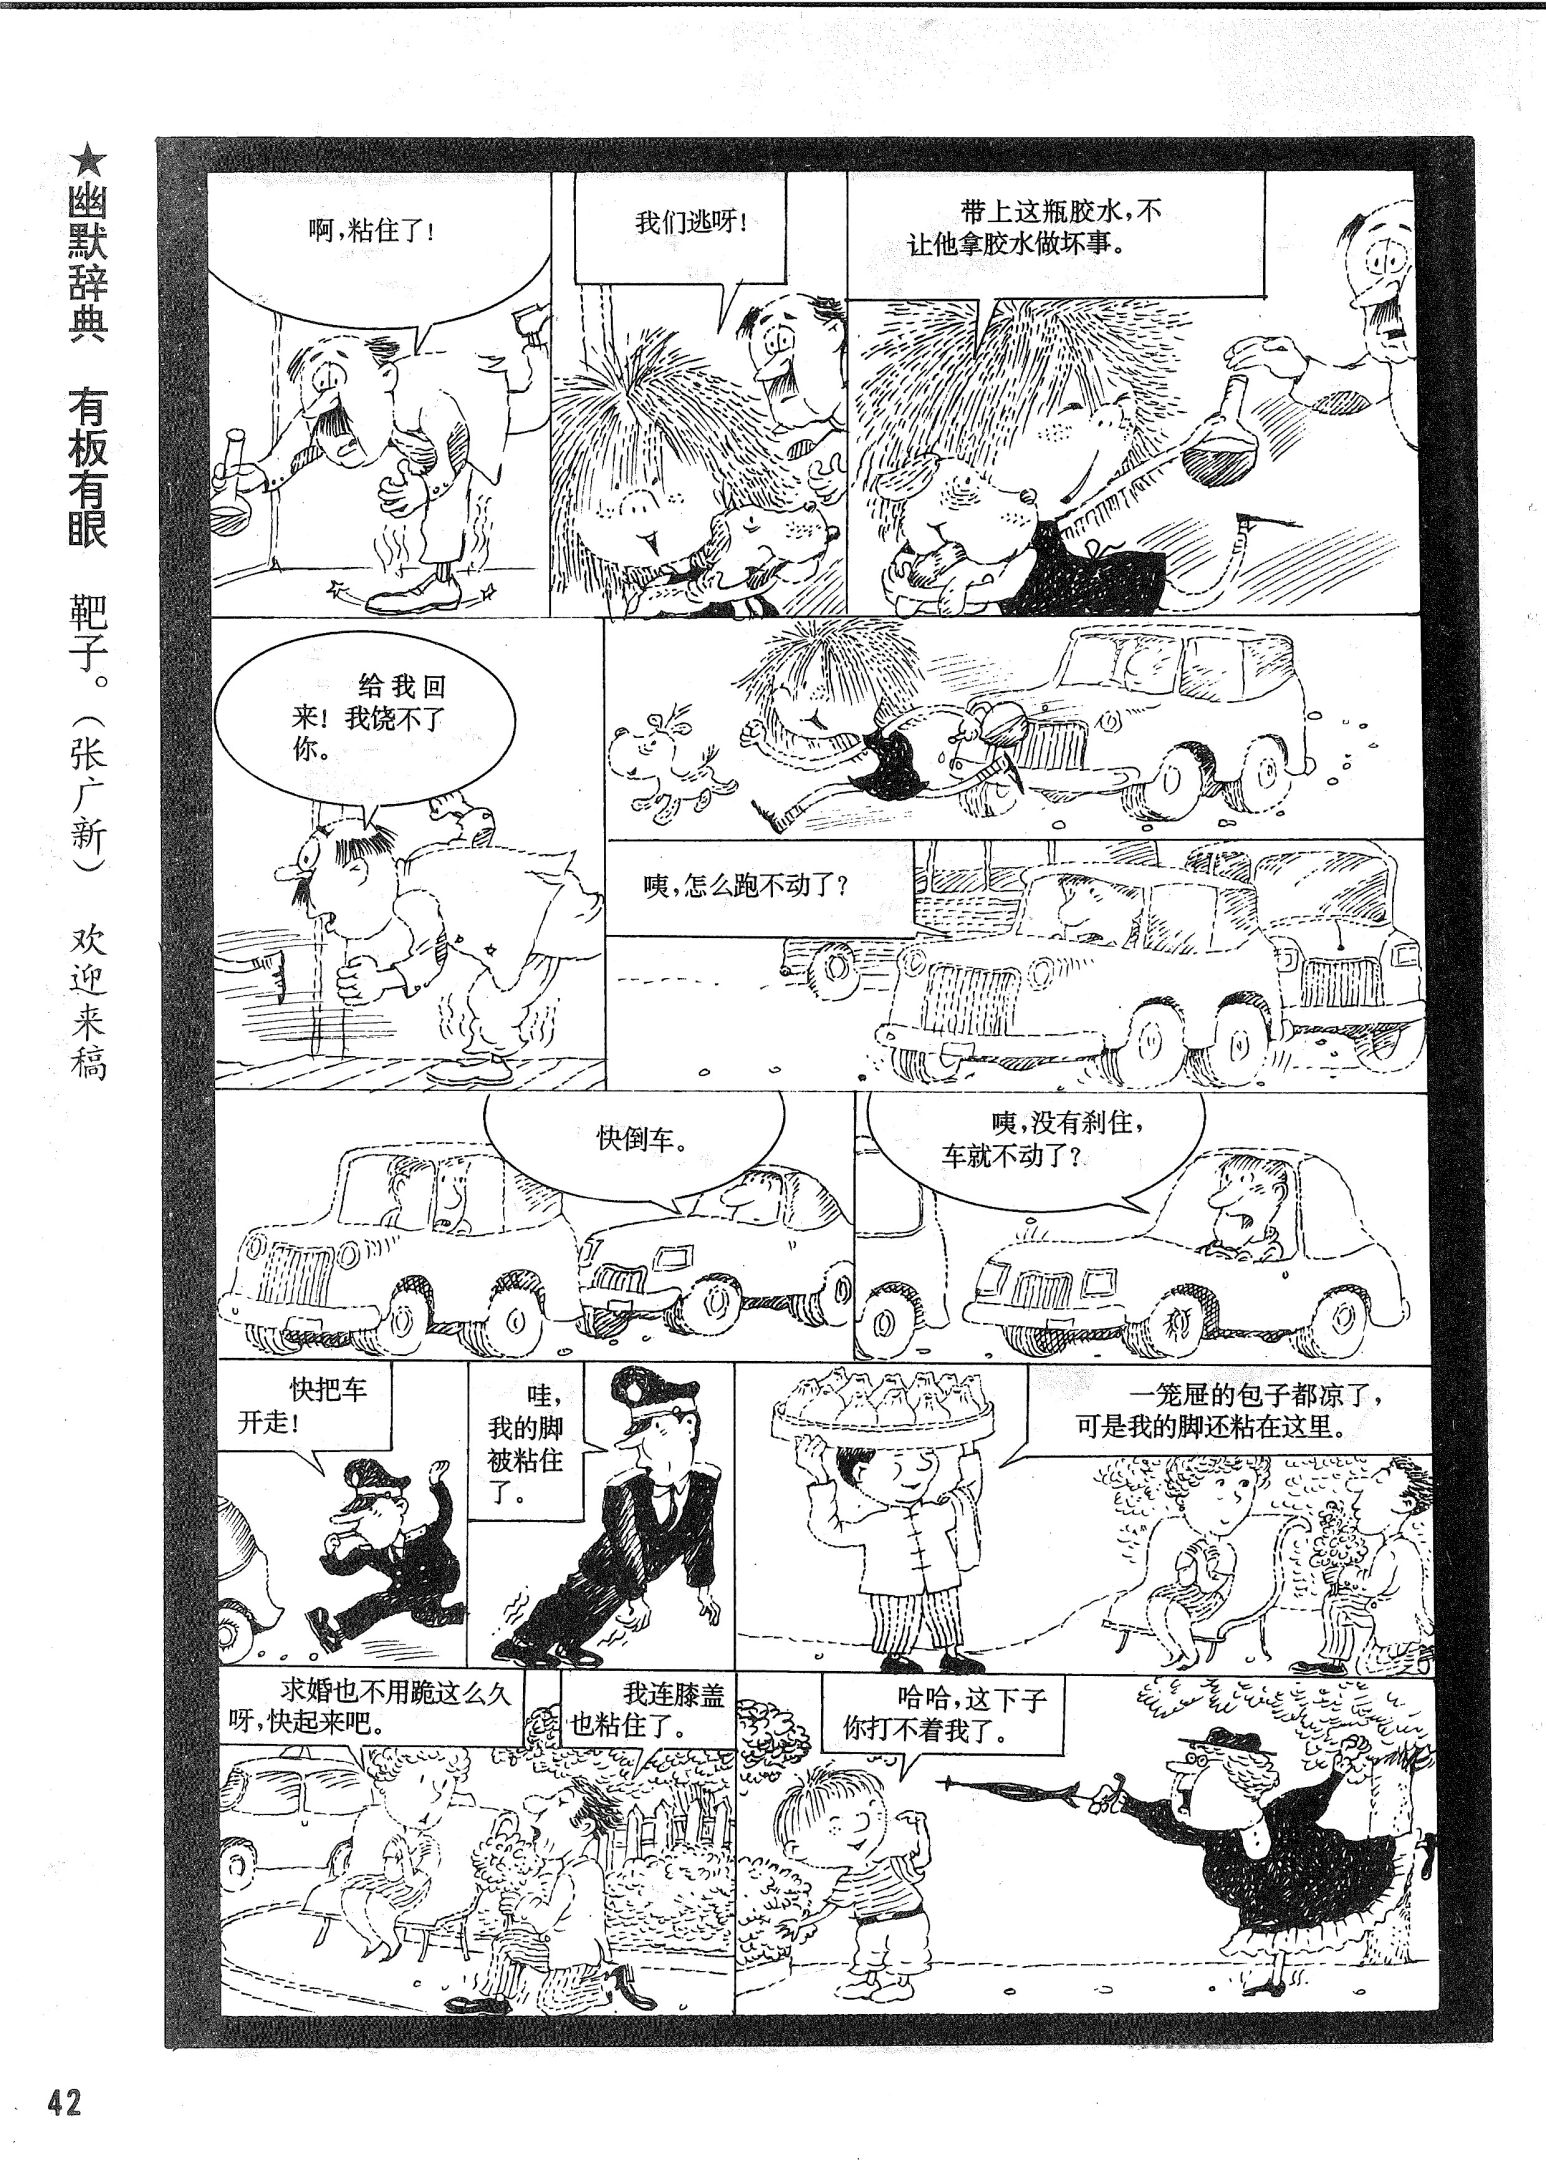 ★幽默辞典 有板有眼 靶子。（张广新） 欢迎来稿
啊，粘住了！
我们逃呀！
带上这瓶胶水，不
让他拿胶水做坏事。
给我回
来！我饶不了
你。
咦，怎么跑不动了？
快倒车。
咦，没有刹住，
车就不动了？
快把车
开走！
哇，
我的脚
被粘住
了。
一笼屉的包子都凉了，
可是我的脚还粘在这里。
求婚也不用跪这么久
呀，快起来吧。
我连膝盖
也粘住了。
哈哈，这下子
你打不着我了。
42